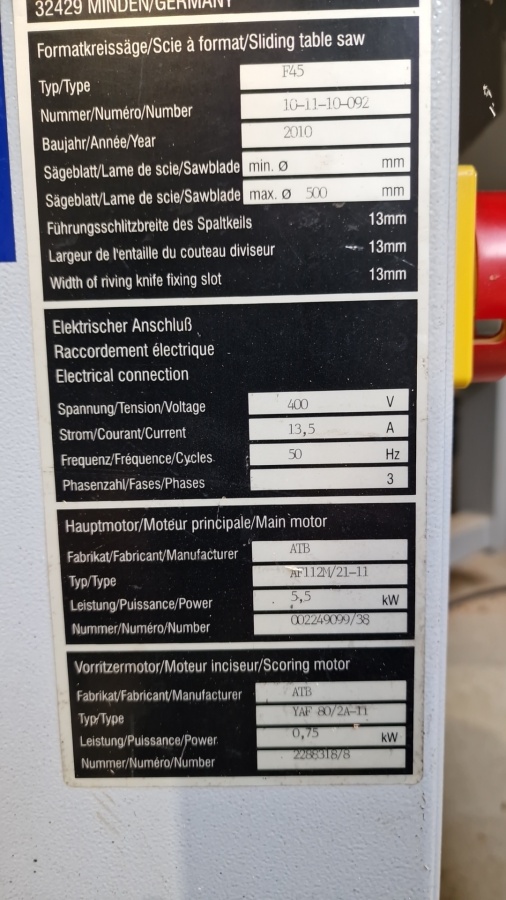 32429 MINDEN/GERMANY
Formatkreissäge/Scie à format/Sliding table saw
Typ/Type F45
Nummer/Numéro/Number 10-11-10-092
Baujahr/Année/Year 2010
Sägeblatt/Lame de scie/Sawblade min. Ø mm
Sägeblatt/Lame de scie/Sawblade max. Ø 500 mm
Führungsschlitzbreite des Spaltkeils 13mm
Largeur de l'entaille du couteau diviseur 13mm
Width of riving knife fixing slot 13mm
Elektrischer Anschluß
Raccordement électrique
Electrical connection
Spannung/Tension/Voltage 400 V
Strom/Courant/Current 13,5 A
Frequenz/Fréquence/Cycles 50 Hz
Phasenzahl/Fases/Phases 3
Hauptmotor/Moteur principale/Main motor
Fabrikat/Fabricant/Manufacturer ATB
Typ/Type AF112M/21-11
Leistung/Puissance/Power 5,5 kW
Nummer/Numéro/Number 002249099/38
Vorritzermotor/Moteur inciseur/Scoring motor
Fabrikat/Fabricant/Manufacturer ATB
Typ/Type YAF 80/2A-11
Leistung/Puissance/Power 0,75 kW
Nummer/Numéro/Number 2288318/8